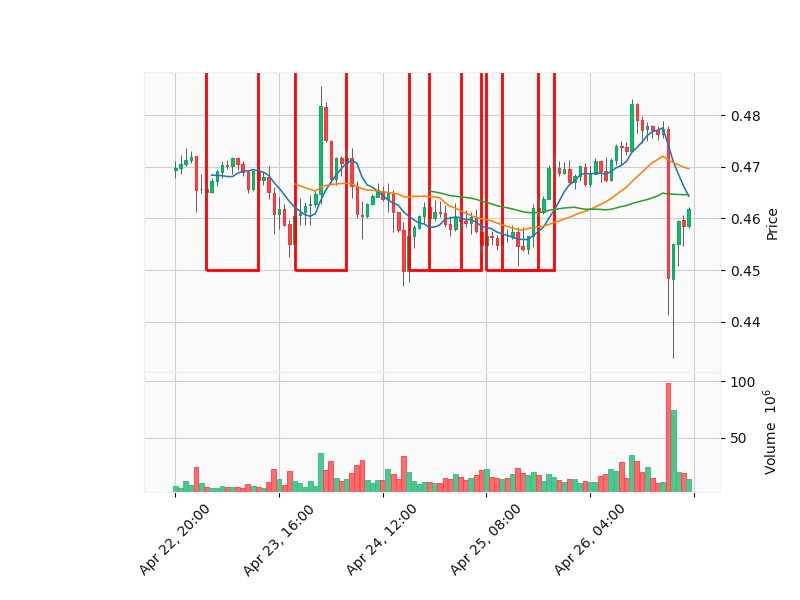 0.48
0.47
0.46
0.45
0.44
Price
100
50
Volume 10^6
Apr 22, 20:00
Apr 23, 16:00
Apr 24, 12:00
Apr 25, 08:00
Apr 26, 04:00